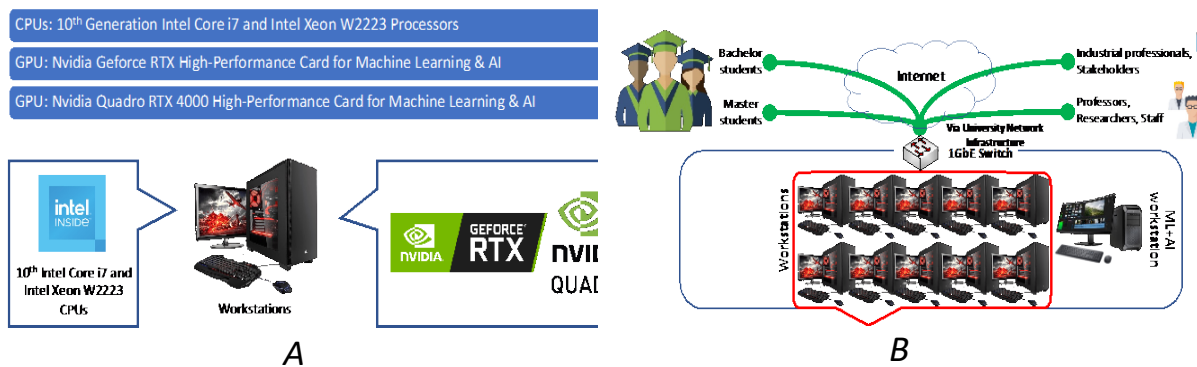 CPUs: 10th Generation Intel Core i7 and Intel Xeon W2223 Processors
GPU: Nvidia Geforce RTX High-Performance Card for Machine Learning & AI
GPU: Nvidia Quadro RTX 4000 High-Performance Card for Machine Learning & AI
intel
INSIDE
10th Intel Core i7 and
Intel Xeon W2223
CPUs
Workstations
nVIDIA
GEFORCE
RTX
NVID
QUAD
A
Bachelor
students
Master
students
Internet
Industrial professionals,
Stakeholders
Professors,
Researchers, Staff
Via University Network
Infrastructure
1GbE Switch
Workstations
ML+AI
workstation
B